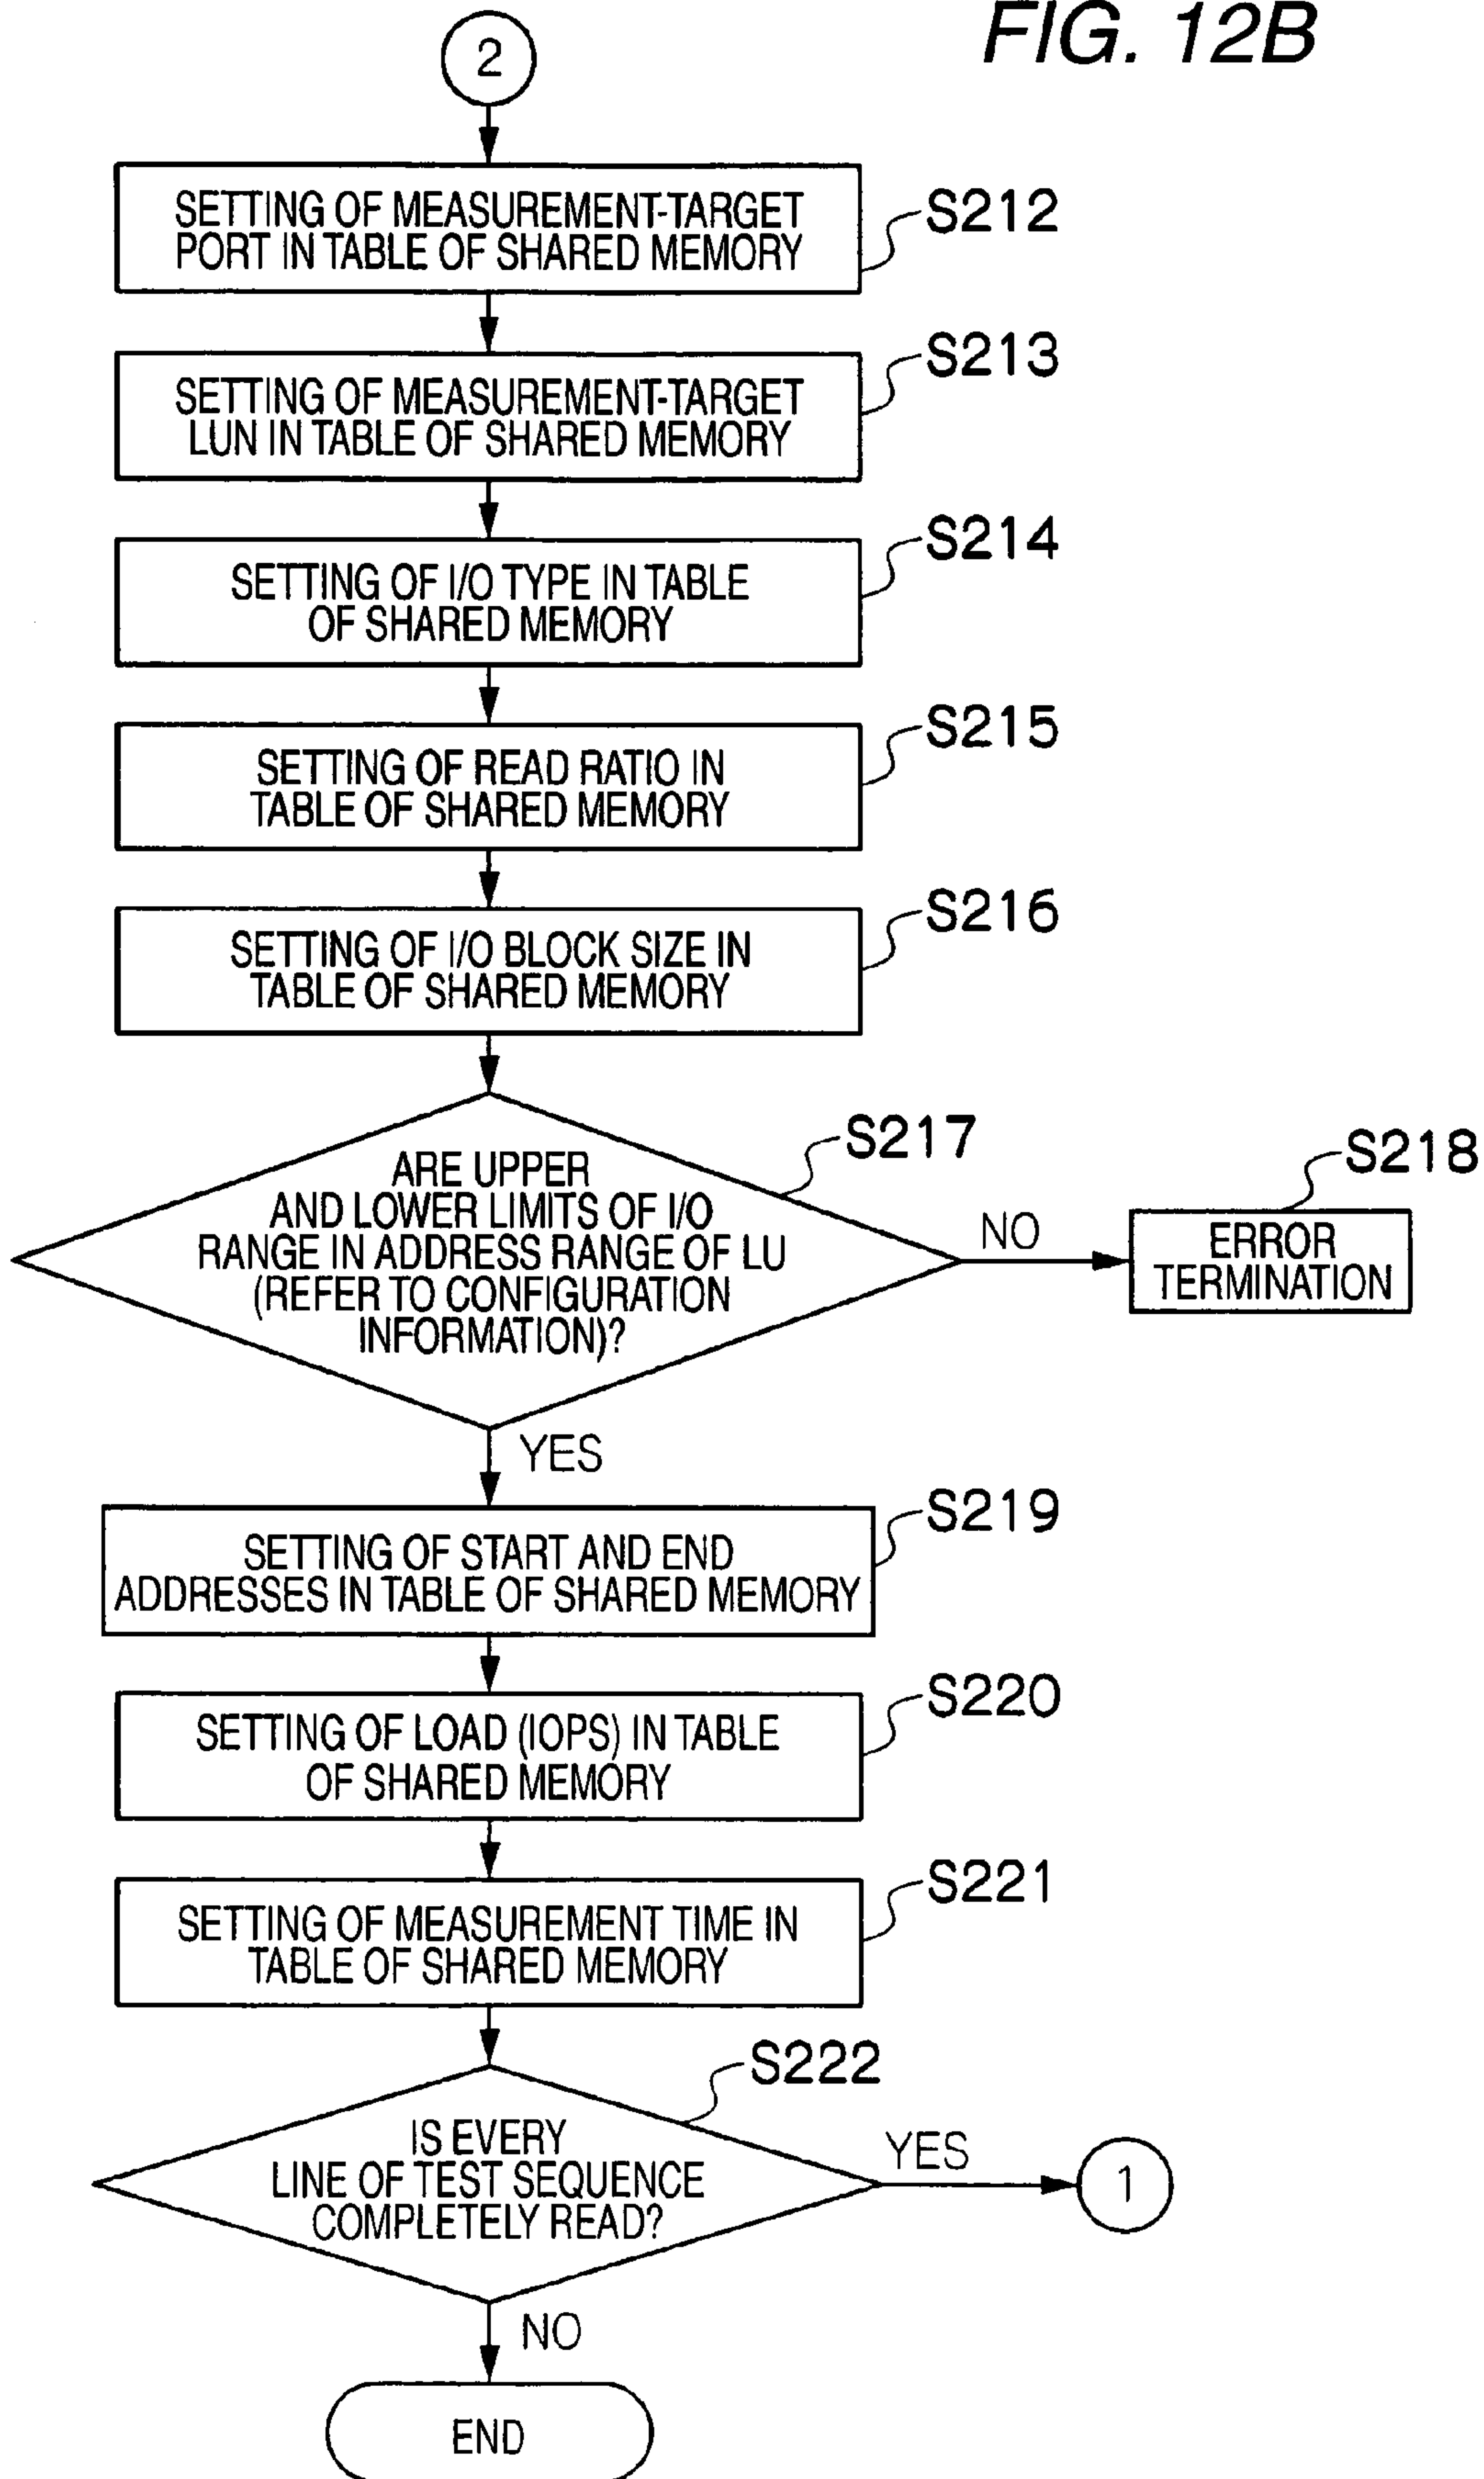 FIG. 12B
2
SETTING OF MEASUREMENT-TARGET
PORT IN TABLE OF SHARED MEMORY
S212
SETTING OF MEASUREMENT-TARGET
LUN IN TABLE OF SHARED MEMORY
S213
SETTING OF I/O TYPE IN TABLE
OF SHARED MEMORY
S214
SETTING OF READ RATIO IN
TABLE OF SHARED MEMORY
S215
SETTING OF I/O BLOCK SIZE IN
TABLE OF SHARED MEMORY
S216
ARE UPPER
AND LOWER LIMITS OF I/O
RANGE IN ADDRESS RANGE OF LU
(REFER TO CONFIGURATION
INFORMATION)?
S217
NO
ERROR
TERMINATION
S218
YES
SETTING OF START AND END
ADDRESSES IN TABLE OF SHARED MEMORY
S219
SETTING OF LOAD (IOPS) IN TABLE
OF SHARED MEMORY
S220
SETTING OF MEASUREMENT TIME IN
TABLE OF SHARED MEMORY
S221
IS EVERY
LINE OF TEST SEQUENCE
COMPLETELY READ?
S222
YES
1
NO
END